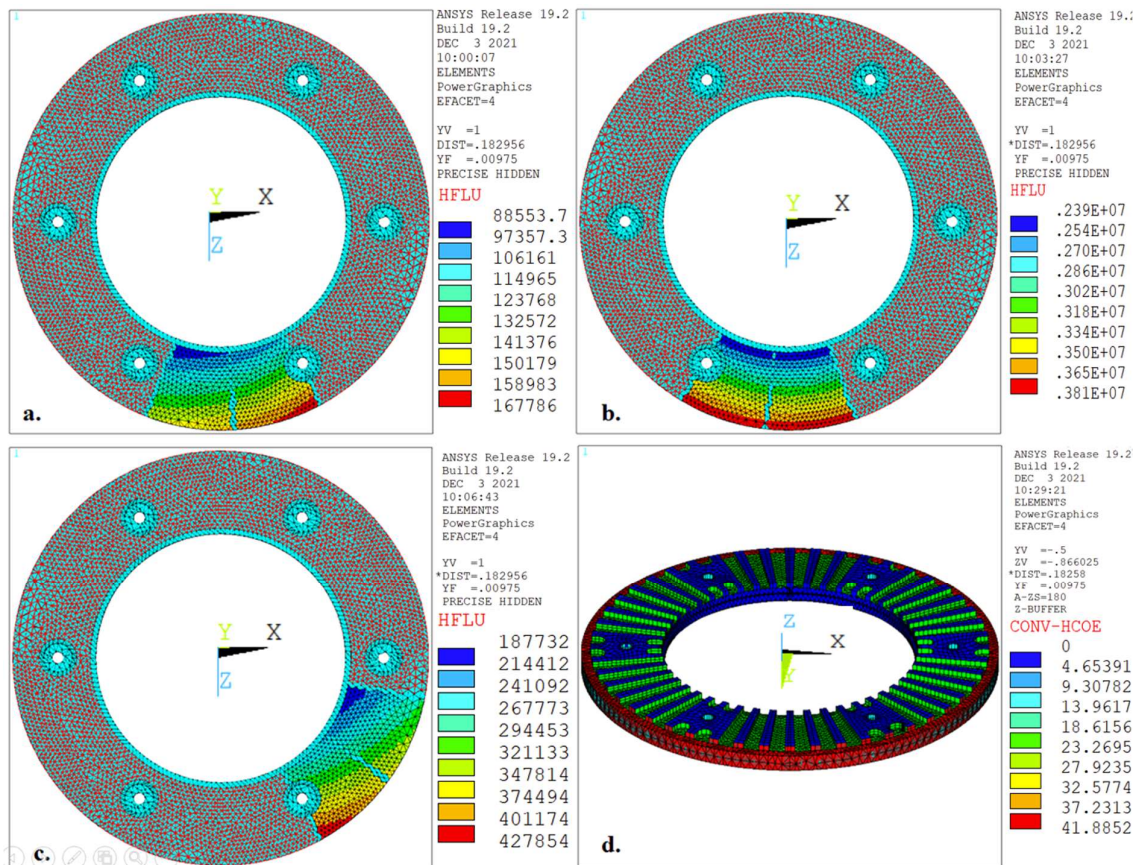 1
ANSYS Release 19.2
Build 19.2
DEC 3 2021
10:00:07
ELEMENTS
PowerGraphics
EFACET=4
YV =1
DIST=.182956
YF =.00975
PRECISE HIDDEN
HFLU
88553.7
97357.3
106161
114965
123768
132572
141376
150179
158983
167786
Y
X
Z
a.
1
ANSYS Release 19.2
Build 19.2
DEC 3 2021
10:03:27
ELEMENTS
PowerGraphics
EFACET=4
YV =1
*DIST=.182956
YF =.00975
PRECISE HIDDEN
HFLU
.239E+07
.254E+07
.270E+07
.286E+07
.302E+07
.318E+07
.334E+07
.350E+07
.365E+07
.381E+07
Y
X
Z
b.
1
ANSYS Release 19.2
Build 19.2
DEC 3 2021
10:06:43
ELEMENTS
PowerGraphics
EFACET=4
YV =1
*DIST=.182956
YF =.00975
PRECISE HIDDEN
HFLU
187732
214412
241092
267773
294453
321133
347814
374494
401174
427854
Y
X
Z
c.
1
ANSYS Release 19.2
Build 19.2
DEC 3 2021
10:29:21
ELEMENTS
PowerGraphics
EFACET=4
YV =-.5
ZV =-.866025
*DIST=.18258
YF =.00975
A-ZS=180
Z-BUFFER
CONV-HCOE
0
4.65391
9.30782
13.9617
18.6156
23.2695
27.9235
32.5774
37.2313
41.8852
Z
X
Y
d.